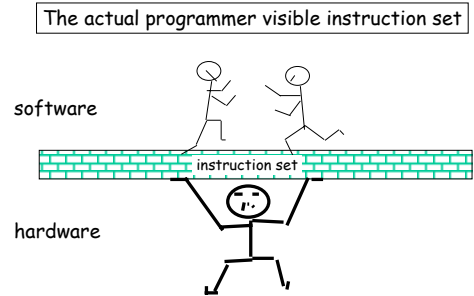 The actual programmer visible instruction set
software
instruction set
hardware